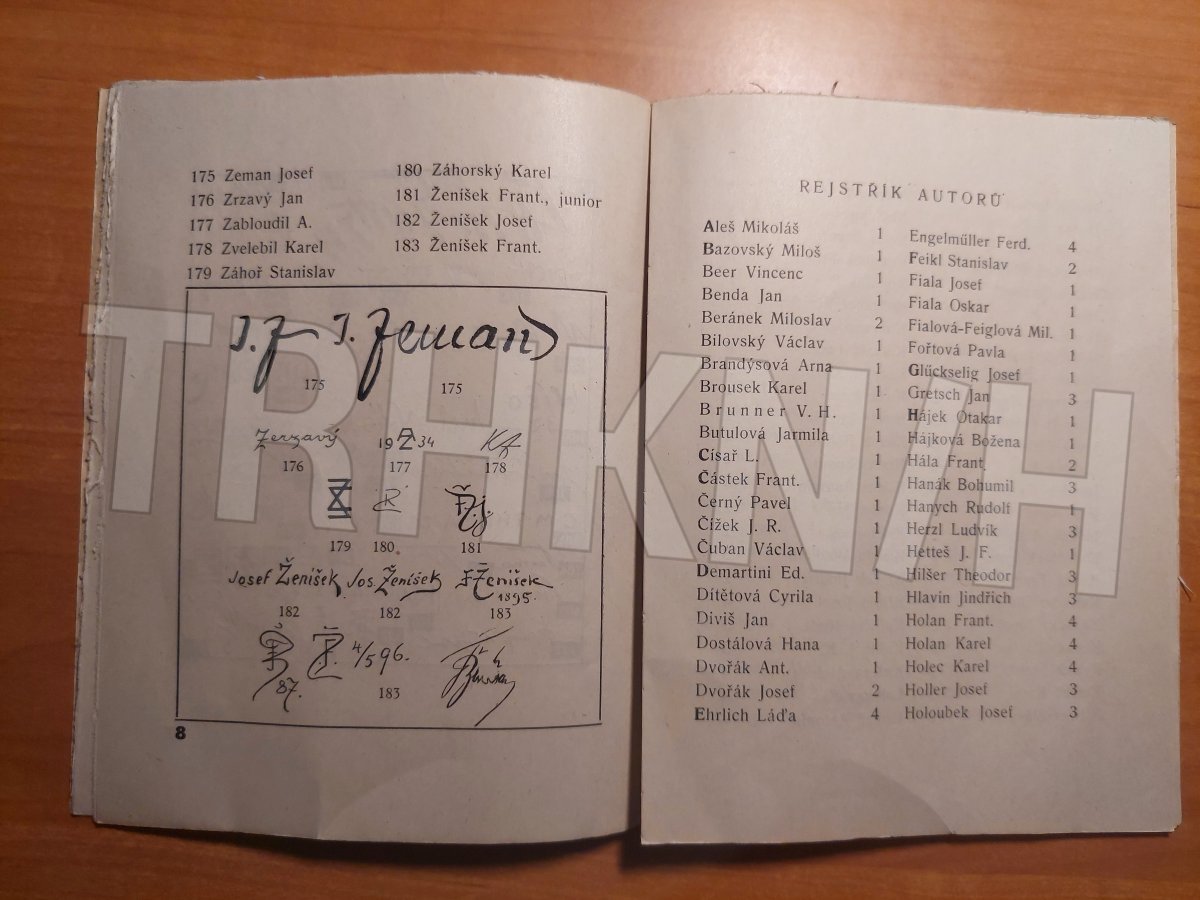 175 Zeman Josef
176 Zrzavý Jan
177 Zabloudil A.
178 Zvelebil Karel
179 Záhoř Stanislav
180 Záhorský Karel
181 Ženíšek Frant., junior
182 Ženíšek Josef
183 Ženíšek Frant.
J. Zeman
175 175
Zerzavý 19 Z 34
176 177 178
Ž. j.
179 180 181
Josef Ženíšek Jos. Ženíšek F Ženíšek
1895.
182 182 183
4/5 96.
87.
183
8
REJSTŘÍK AUTORŮ
Aleš Mikoláš 1
Bazovský Miloš 1
Beer Vincenc 1
Benda Jan 1
Beránek Miloslav 2
Bilovský Václav 1
Brandýsová Arna 1
Brousek Karel 1
Brunner V. H. 1
Butulová Jarmila 1
Císař L. 1
Částek Frant. 1
Černý Pavel 1
Čížek J. R. 1
Čuban Václav 1
Demartini Ed. 1
Dítětová Cyrila 1
Diviš Jan 1
Dostálová Hana 1
Dvořák Ant. 1
Dvořák Josef 2
Ehrlich Láďa 4
Engelmüller Ferd. 4
Feikl Stanislav 2
Fiala Josef 1
Fiala Oskar 1
Fialová-Feiglová Mil. 1
Fořtová Pavla 1
Glückselig Josef 1
Gretsch Jan 3
Hájek Otakar 1
Hájková Božena 1
Hála Frant. 2
Hanák Bohumil 3
Hanych Rudolf 1
Herzl Ludvík 3
Hetteš J. F. 1
Hilšer Theodor 3
Hlavín Jindřich 3
Holan Frant. 4
Holan Karel 4
Holec Karel 4
Holler Josef 3
Holoubek Josef 3
TRHKNIH